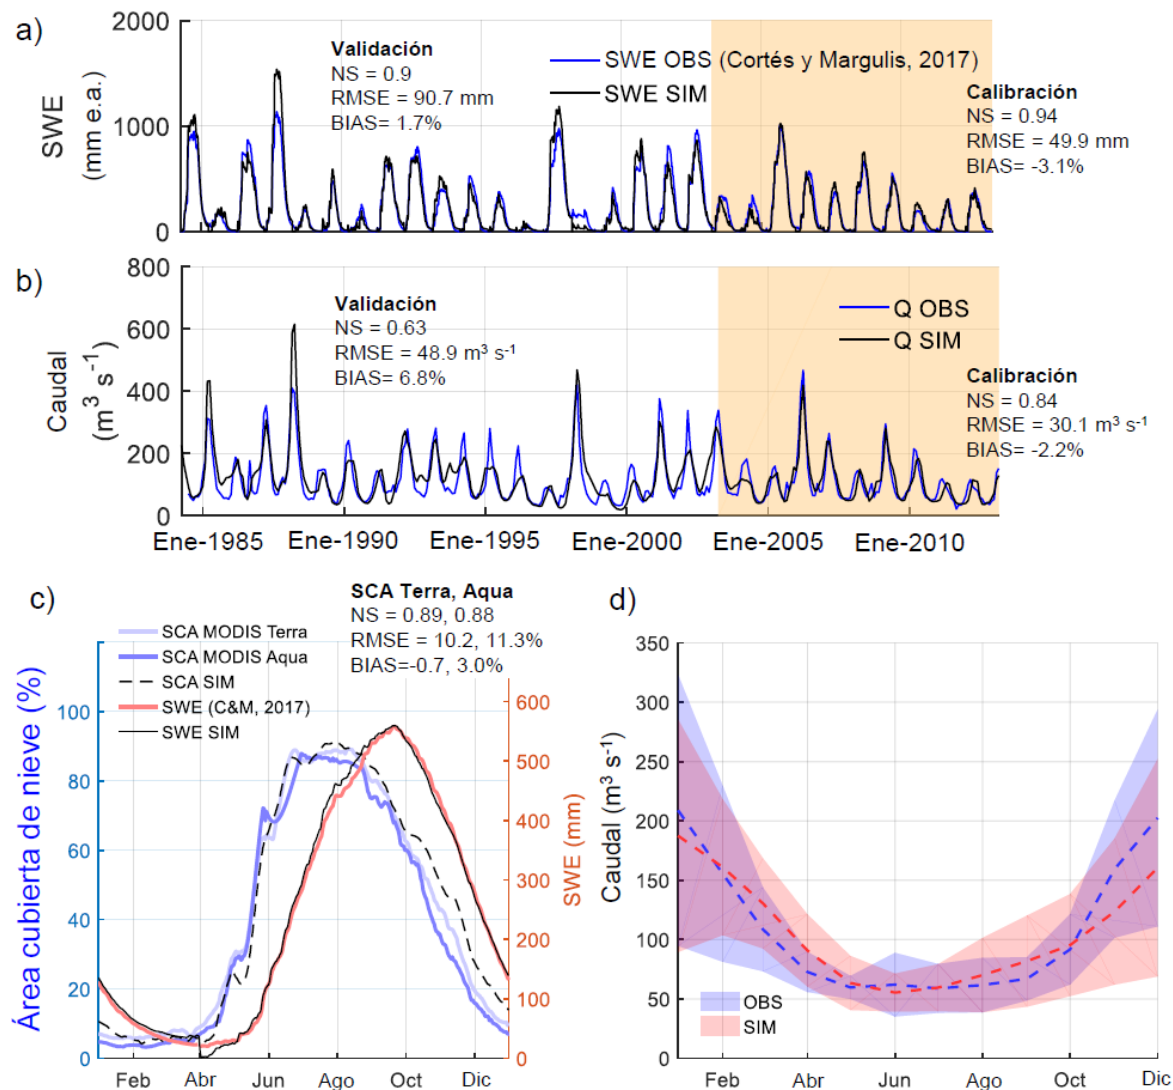 a)
2000
1000
0
SWE
(mm e.a.)
Validación
NS = 0.9
RMSE = 90.7 mm
BIAS= 1.7%
SWE OBS (Cortés y Margulis, 2017)
SWE SIM
Calibración
NS = 0.94
RMSE = 49.9 mm
BIAS= -3.1%
b)
800
600
400
200
0
Caudal
(m³ s⁻¹)
Validación
NS = 0.63
RMSE = 48.9 m³ s⁻¹
BIAS= 6.8%
Q OBS
Q SIM
Calibración
NS = 0.84
RMSE = 30.1 m³ s⁻¹
BIAS= -2.2%
Ene-1985 Ene-1990 Ene-1995 Ene-2000 Ene-2005 Ene-2010
c)
SCA MODIS Terra
SCA MODIS Aqua
SCA SIM
SWE (C&M, 2017)
SWE SIM
SCA Terra, Aqua
NS = 0.89, 0.88
RMSE = 10.2, 11.3%
BIAS=-0.7, 3.0%
Área cubierta de nieve (%)
100
80
60
40
20
0
SWE (mm)
600
500
400
300
200
100
0
Feb Abr Jun Ago Oct Dic
d)
Caudal (m³ s⁻¹)
350
300
250
200
150
100
50
0
OBS
SIM
Feb Abr Jun Ago Oct Dic